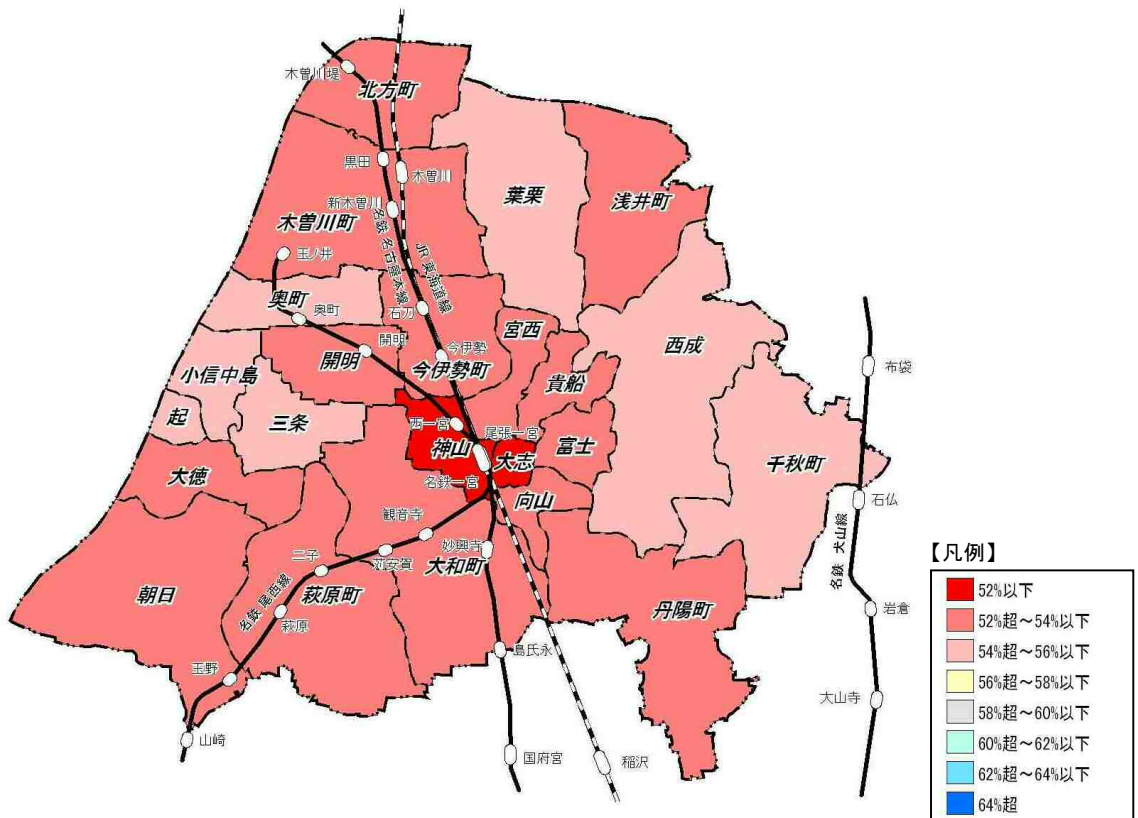 木曽川堤
北方町
黒田
木曽川
葉栗
浅井町
新木曽川
木曽川町
玉ノ井
名鉄 名古屋本線
JR 東海道線
奥町
奥町
石刀
宮西
西成
開明
開明
今伊勢
今伊勢町
布袋
小信中島
貴船
起
三条
西一宮
尾張一宮
神山
大志
富士
千秋町
大徳
名鉄一宮
向山
石仏
観音寺
妙興寺
二子
苅安賀
大和町
名鉄 犬山線
朝日
名鉄 尾西線
萩原町
萩原
丹陽町
岩倉
島氏永
玉野
大山寺
山崎
国府宮
稲沢
【凡例】
52%以下
52%超～54%以下
54%超～56%以下
56%超～58%以下
58%超～60%以下
60%超～62%以下
62%超～64%以下
64%超